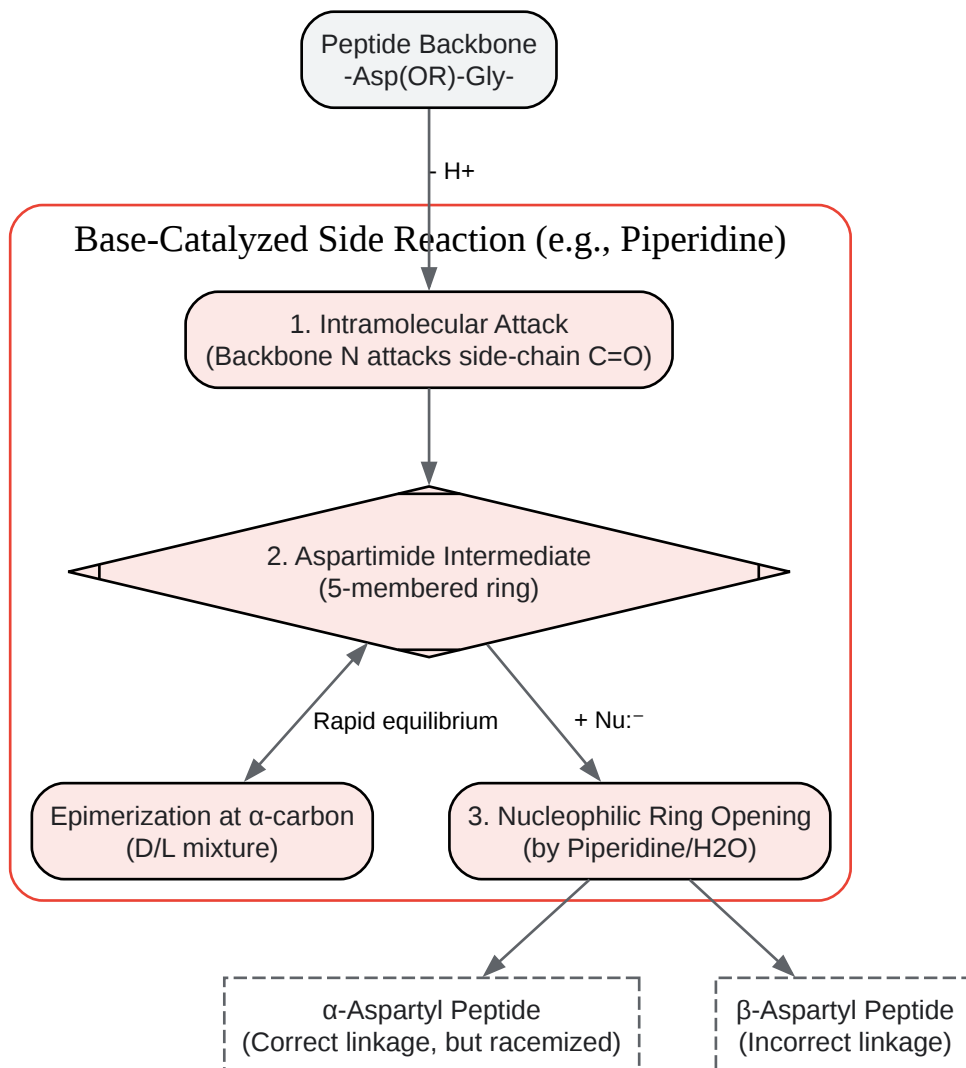 Peptide Backbone
-Asp(OR)-Gly-
- H+
Base-Catalyzed Side Reaction (e.g., Piperidine)
1. Intramolecular Attack
(Backbone N attacks side-chain C=O)
2. Aspartimide Intermediate
(5-membered ring)
Rapid equilibrium
+ Nu:⁻
Epimerization at α-carbon
(D/L mixture)
3. Nucleophilic Ring Opening
(by Piperidine/H2O)
α-Aspartyl Peptide
(Correct linkage, but racemized)
β-Aspartyl Peptide
(Incorrect linkage)